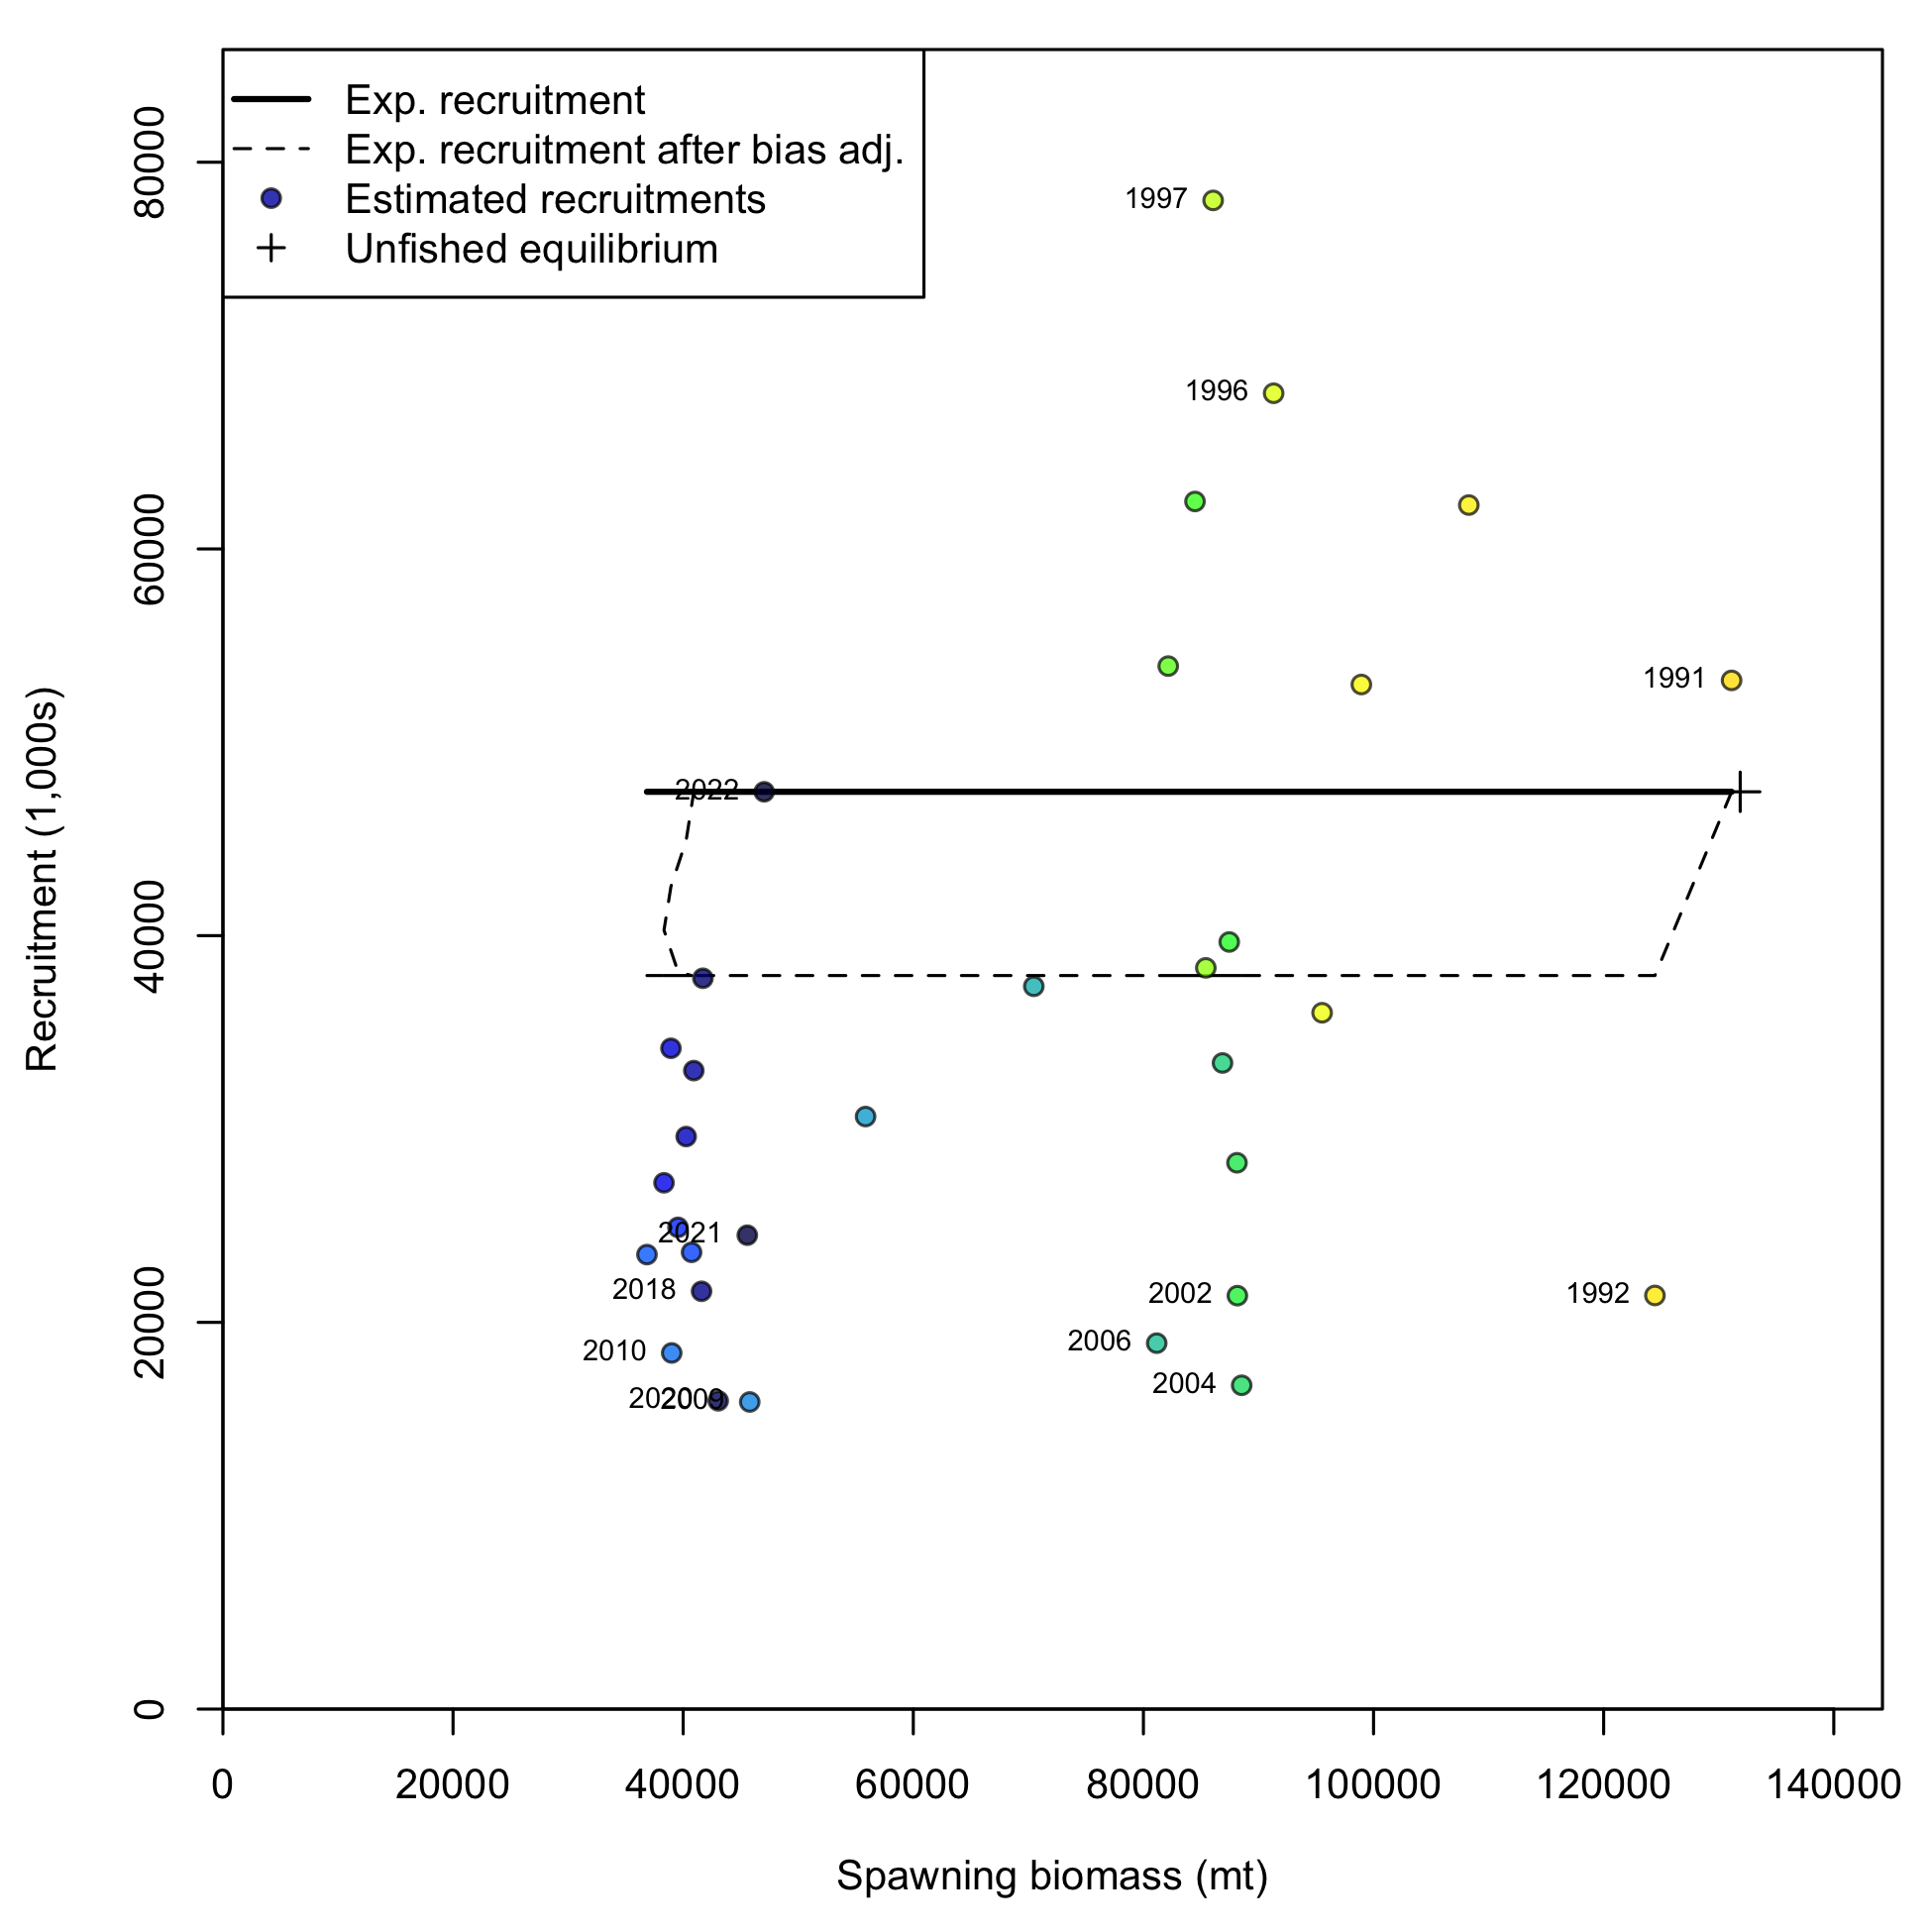 Exp. recruitment
Exp. recruitment after bias adj.
Estimated recruitments
Unfished equilibrium
1997
1996
1991
2022
2021
2018
2002
1992
2010
2006
2004
2020
2009
80000
60000
40000
20000
0
Recruitment (1,000s)
0 20000 40000 60000 80000 100000 120000 140000
Spawning biomass (mt)